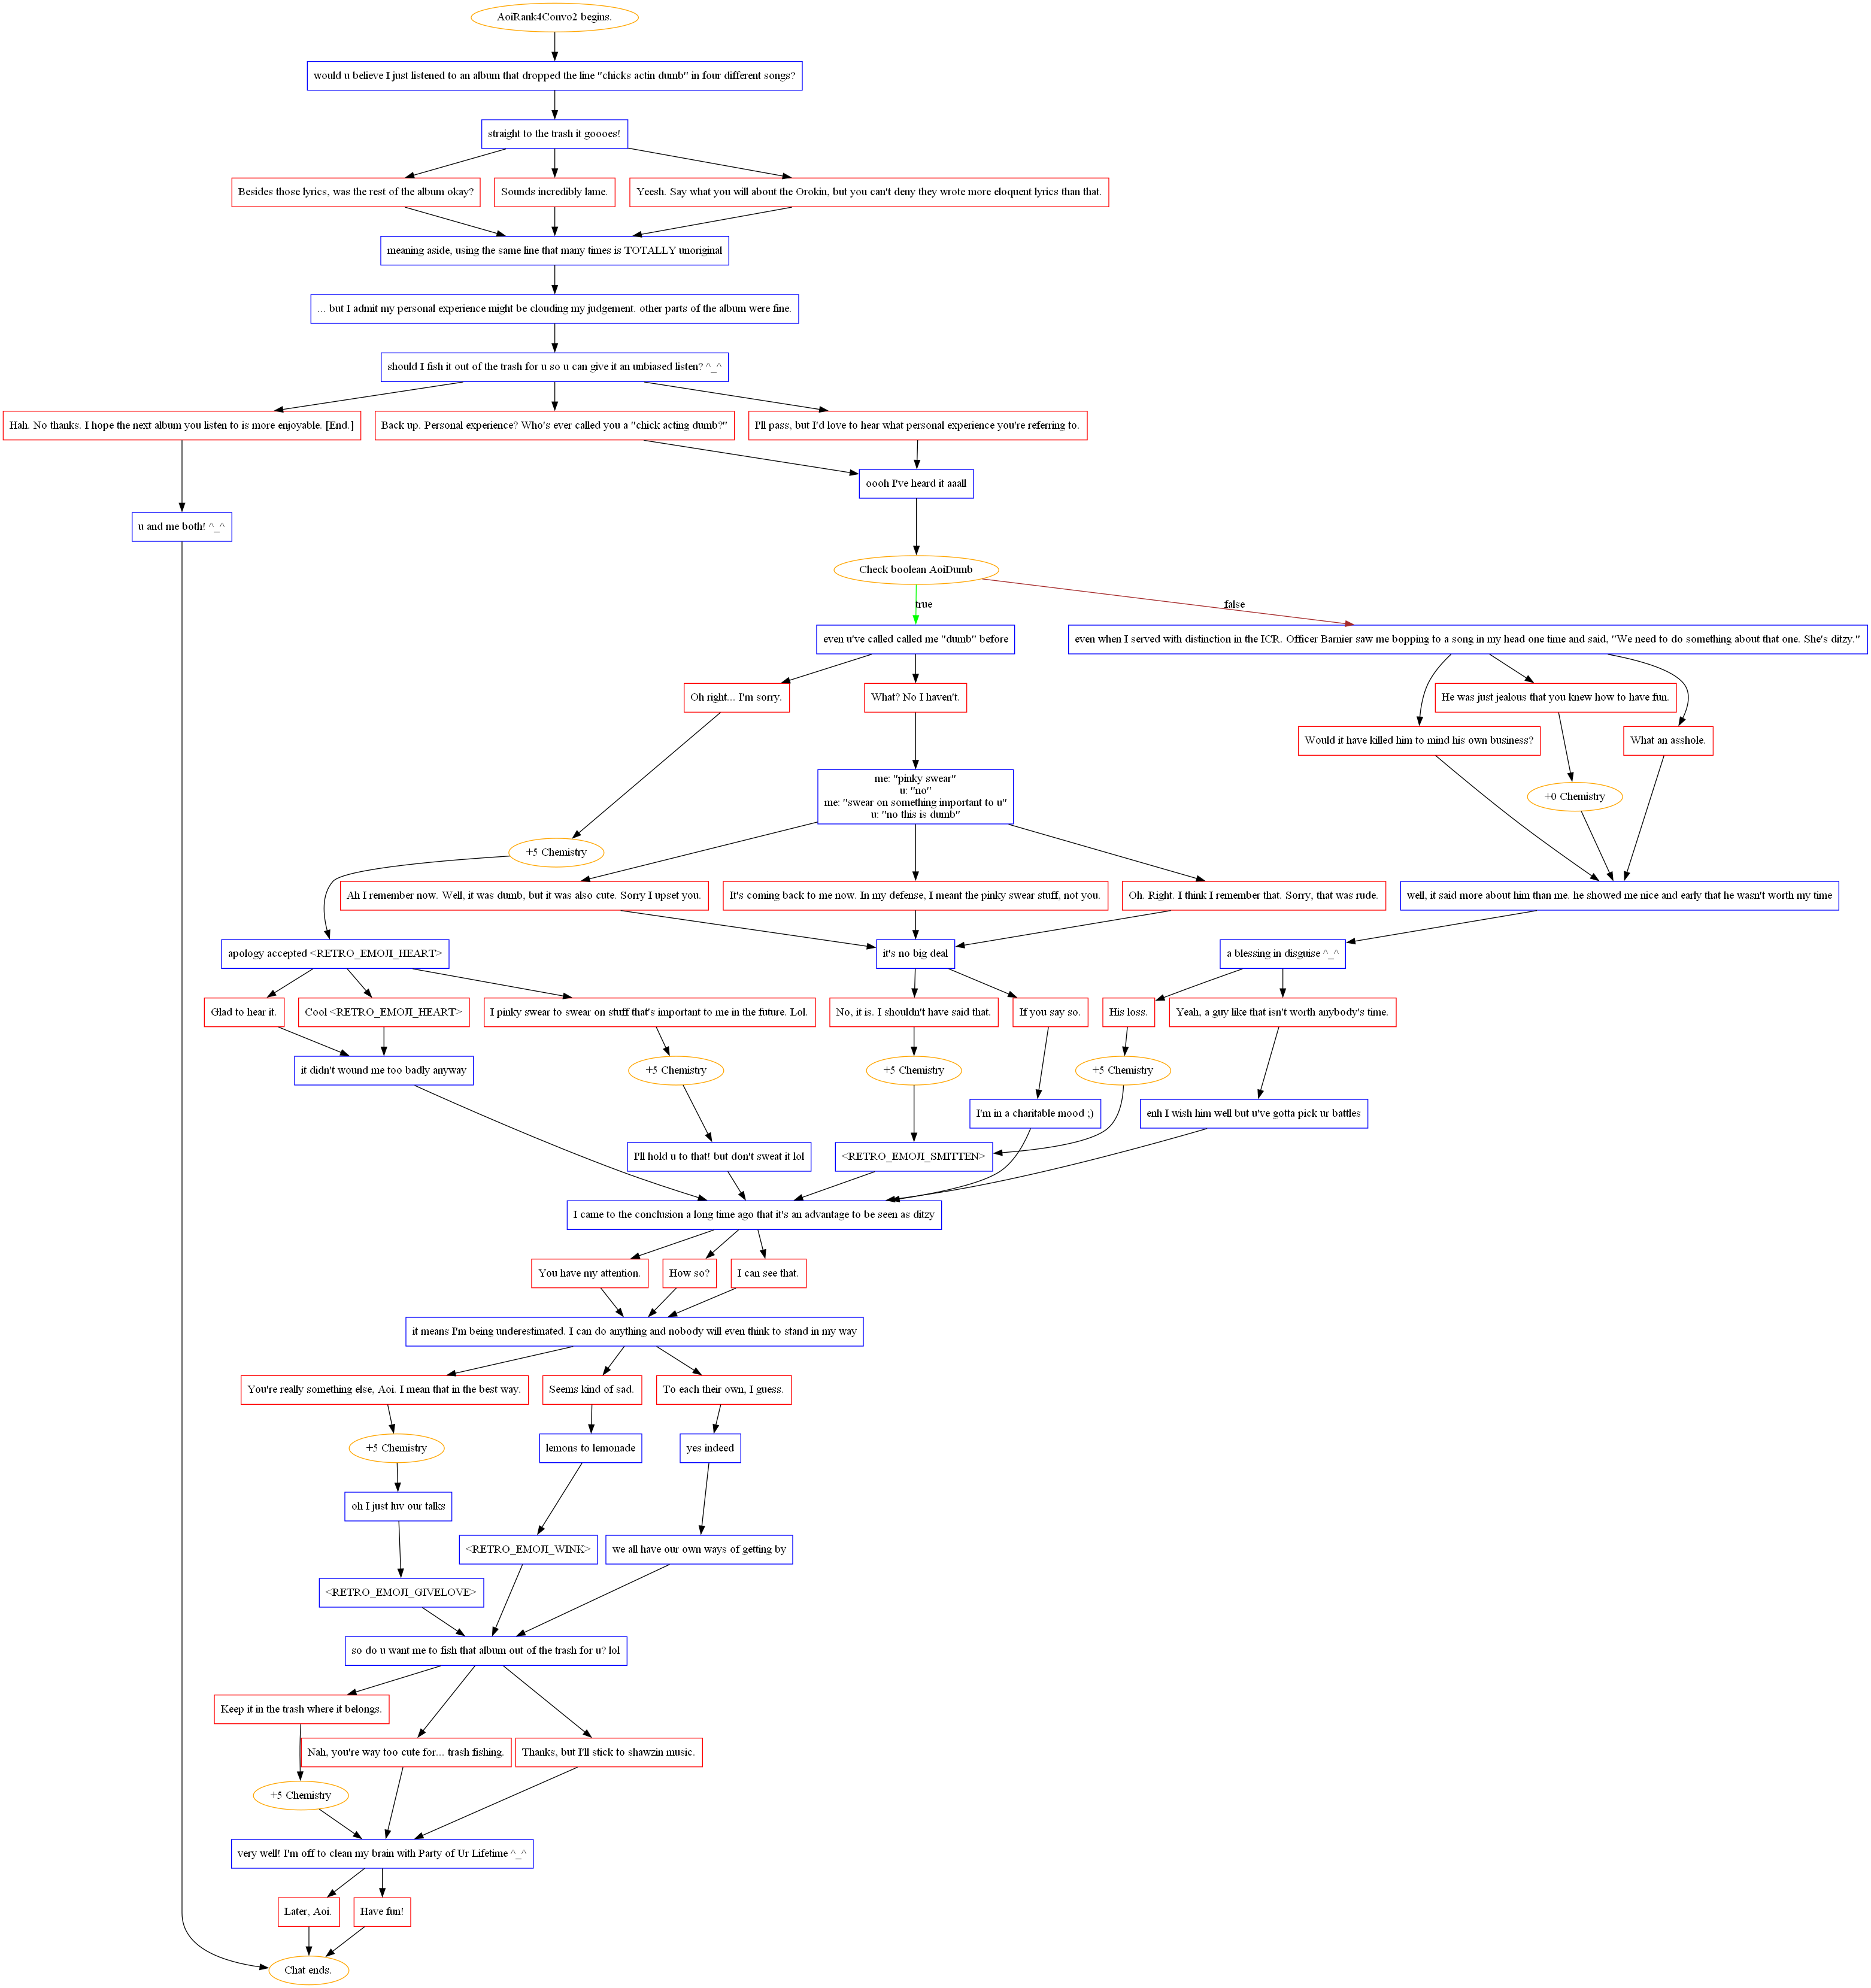 AoiRank4Convo2 begins.
would u believe I just listened to an album that dropped the line "chicks actin dumb" in four different songs?
straight to the trash it goooes!
Besides those lyrics, was the rest of the album okay?
Sounds incredibly lame.
Yeesh. Say what you will about the Orokin, but you can't deny they wrote more eloquent lyrics than that.
meaning aside, using the same line that many times is TOTALLY unoriginal
... but I admit my personal experience might be clouding my judgement. other parts of the album were fine.
should I fish it out of the trash for u so u can give it an unbiased listen? ^_^
Hah. No thanks. I hope the next album you listen to is more enjoyable. [End.]
Back up. Personal experience? Who's ever called you a "chick acting dumb?"
I'll pass, but I'd love to hear what personal experience you're referring to.
oooh I've heard it aaall
u and me both! ^_^
Check boolean AoiDumb
true
false
even u've called called me "dumb" before
even when I served with distinction in the ICR. Officer Barnier saw me bopping to a song in my head one time and said, "We need to do something about that one. She's ditzy."
Oh right... I'm sorry.
What? No I haven't.
He was just jealous that you knew how to have fun.
Would it have killed him to mind his own business?
What an asshole.
me: "pinky swear"
u: "no"
me: "swear on something important to u"
u: "no this is dumb"
+0 Chemistry
+5 Chemistry
Ah I remember now. Well, it was dumb, but it was also cute. Sorry I upset you.
It's coming back to me now. In my defense, I meant the pinky swear stuff, not you.
Oh. Right. I think I remember that. Sorry, that was rude.
well, it said more about him than me. he showed me nice and early that he wasn't worth my time
apology accepted <RETRO_EMOJI_HEART>
it's no big deal
a blessing in disguise ^_^
Glad to hear it.
Cool <RETRO_EMOJI_HEART>
I pinky swear to swear on stuff that's important to me in the future. Lol.
No, it is. I shouldn't have said that.
If you say so.
His loss.
Yeah, a guy like that isn't worth anybody's time.
it didn't wound me too badly anyway
+5 Chemistry
+5 Chemistry
+5 Chemistry
I'm in a charitable mood ;)
enh I wish him well but u've gotta pick ur battles
I'll hold u to that! but don't sweat it lol
<RETRO_EMOJI_SMITTEN>
I came to the conclusion a long time ago that it's an advantage to be seen as ditzy
You have my attention.
How so?
I can see that.
it means I'm being underestimated. I can do anything and nobody will even think to stand in my way
You're really something else, Aoi. I mean that in the best way.
Seems kind of sad.
To each their own, I guess.
+5 Chemistry
lemons to lemonade
yes indeed
oh I just luv our talks
<RETRO_EMOJI_WINK>
we all have our own ways of getting by
<RETRO_EMOJI_GIVELOVE>
so do u want me to fish that album out of the trash for u? lol
Keep it in the trash where it belongs.
Nah, you're way too cute for... trash fishing.
Thanks, but I'll stick to shawzin music.
+5 Chemistry
very well! I'm off to clean my brain with Party of Ur Lifetime ^_^
Later, Aoi.
Have fun!
Chat ends.